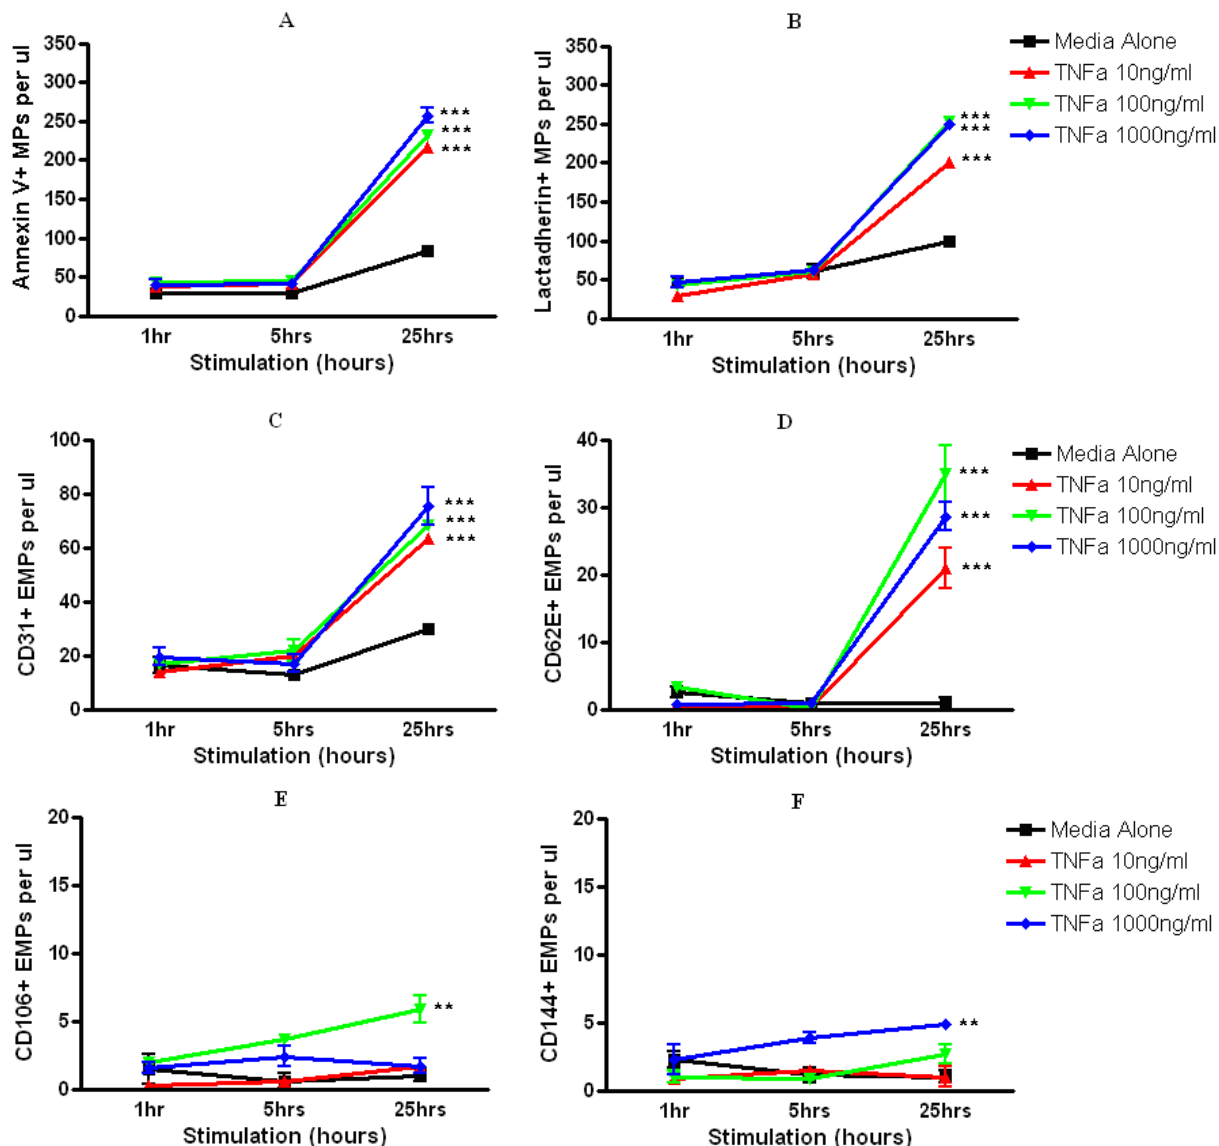 A
Annexin V+ MPs per ul
350
300
250
200
150
100
50
0
***
***
***
1hr 5hrs 25hrs
Stimulation (hours)
B
Lactadherin+ MPs per ul
350
300
250
200
150
100
50
0
***
***
***
1hr 5hrs 25hrs
Stimulation (hours)
Media Alone
TNFa 10ng/ml
TNFa 100ng/ml
TNFa 1000ng/ml
C
CD31+ EMPs per ul
100
80
60
40
20
0
***
***
***
1hr 5hrs 25hrs
Stimulation (hours)
D
CD62E+ EMPs per ul
40
30
20
10
0
***
***
***
1hr 5hrs 25hrs
Stimulation (hours)
Media Alone
TNFa 10ng/ml
TNFa 100ng/ml
TNFa 1000ng/ml
E
CD106+ EMPs per ul
20
15
10
5
0
**
1hr 5hrs 25hrs
Stimulation (hours)
F
CD144+ EMPs per ul
20
15
10
5
0
**
1hr 5hrs 25hrs
Stimulation (hours)
Media Alone
TNFa 10ng/ml
TNFa 100ng/ml
TNFa 1000ng/ml